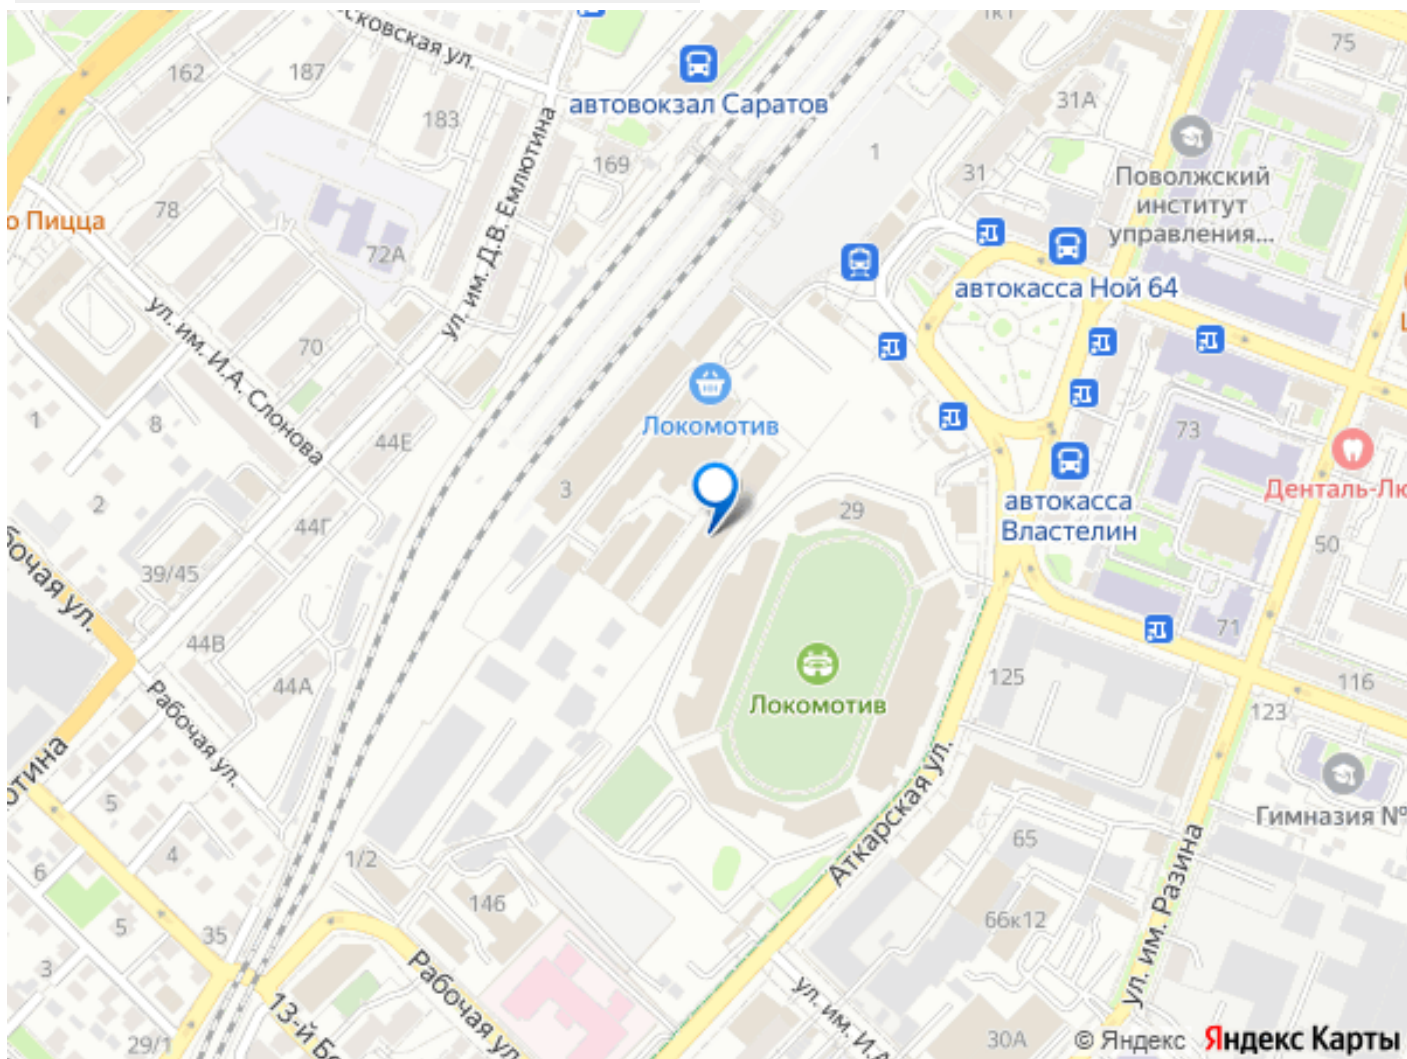 1к1
75
сковская ул.
162
187
183
автовокзал Саратов
31А
169
1
31
Поволжский
институт
управления...
78
о Пицца
72А
ул. им. Д.В. Емлютина
автокасса Ной 64
ул. им. И.А. Слонова
70
1
8
44Е
Локомотив
73
Денталь-Лю
3
29
автокасса
Властелин
2
44Г
50
39/45
бочая ул.
44В
71
44А
Локомотив
125
116
123
Рабочая ул.
отина
5
Гимназия №
Аткарская ул.
65
4
1/2
6
146
66к12
ул. им. Разина
5
35
3
Рабочая ул.
13-й Бо
ул. им. И.А
29/1
30А
© Яндекс Яндекс Карты